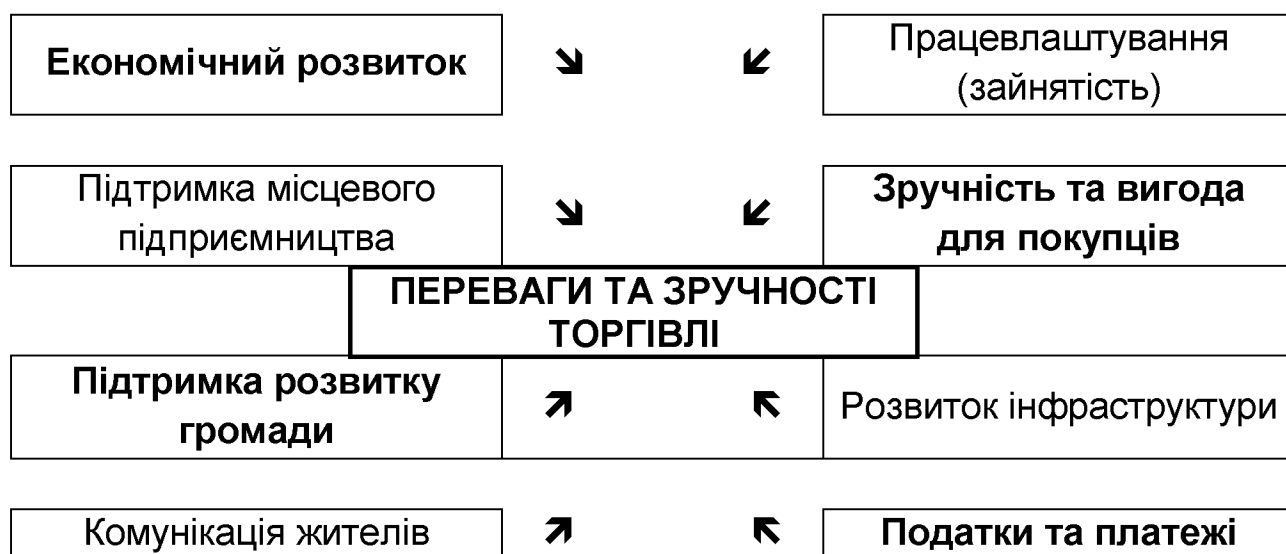 Економічний розвиток
Працевлаштування
(зайнятість)
Підтримка місцевого
підприємництва
Зручність та вигода
для покупців
ПЕРЕВАГИ ТА ЗРУЧНОСТІ
ТОРГІВЛІ
Підтримка розвитку
громади
Розвиток інфраструктури
Комунікація жителів
Податки та платежі